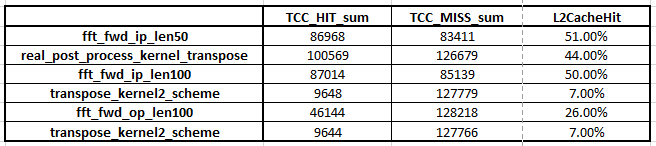 TCC_HIT_sum TCC_MISS_sum L2CacheHit
fft_fwd_ip_len50 86968 83411 51.00%
real_post_process_kernel_transpose 100569 126679 44.00%
fft_fwd_ip_len100 87014 85139 50.00%
transpose_kernel2_scheme 9648 127779 7.00%
fft_fwd_op_len100 46144 128218 26.00%
transpose_kernel2_scheme 9644 127766 7.00%